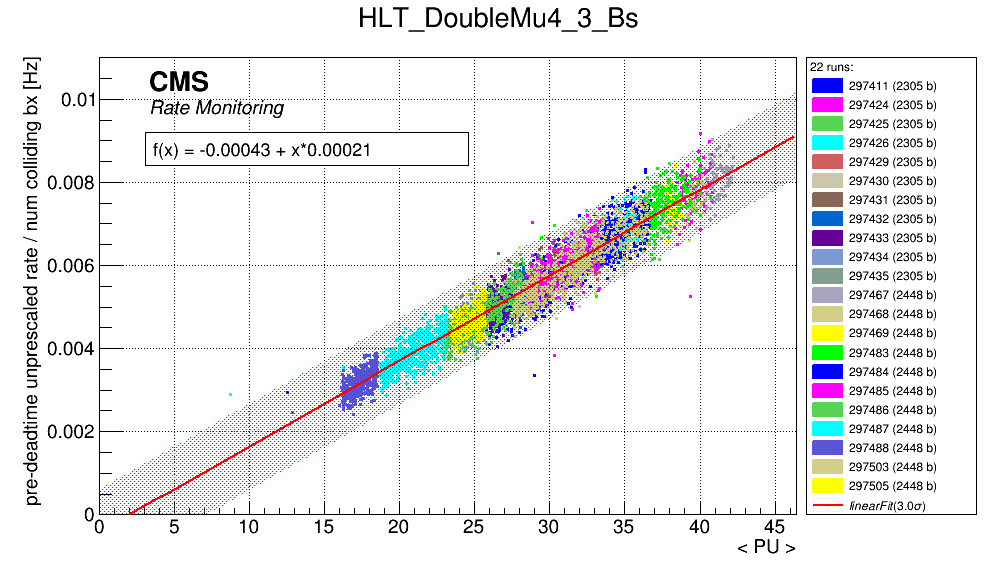 HLT_DoubleMu4_3_Bs
pre-deadtime unprescaled rate / num colliding bx [Hz]
CMS
Rate Monitoring
f(x) = -0.00043 + x*0.00021
0.01
0.008
0.006
0.004
0.002
0
0 5 10 15 20 25 30 35 40 45
< PU >
22 runs:
297411 (2305 b)
297424 (2305 b)
297425 (2305 b)
297426 (2305 b)
297429 (2305 b)
297430 (2305 b)
297431 (2305 b)
297432 (2305 b)
297433 (2305 b)
297434 (2305 b)
297435 (2305 b)
297467 (2448 b)
297468 (2448 b)
297469 (2448 b)
297483 (2448 b)
297484 (2448 b)
297485 (2448 b)
297486 (2448 b)
297487 (2448 b)
297488 (2448 b)
297503 (2448 b)
297505 (2448 b)
linearFit(3.0σ)